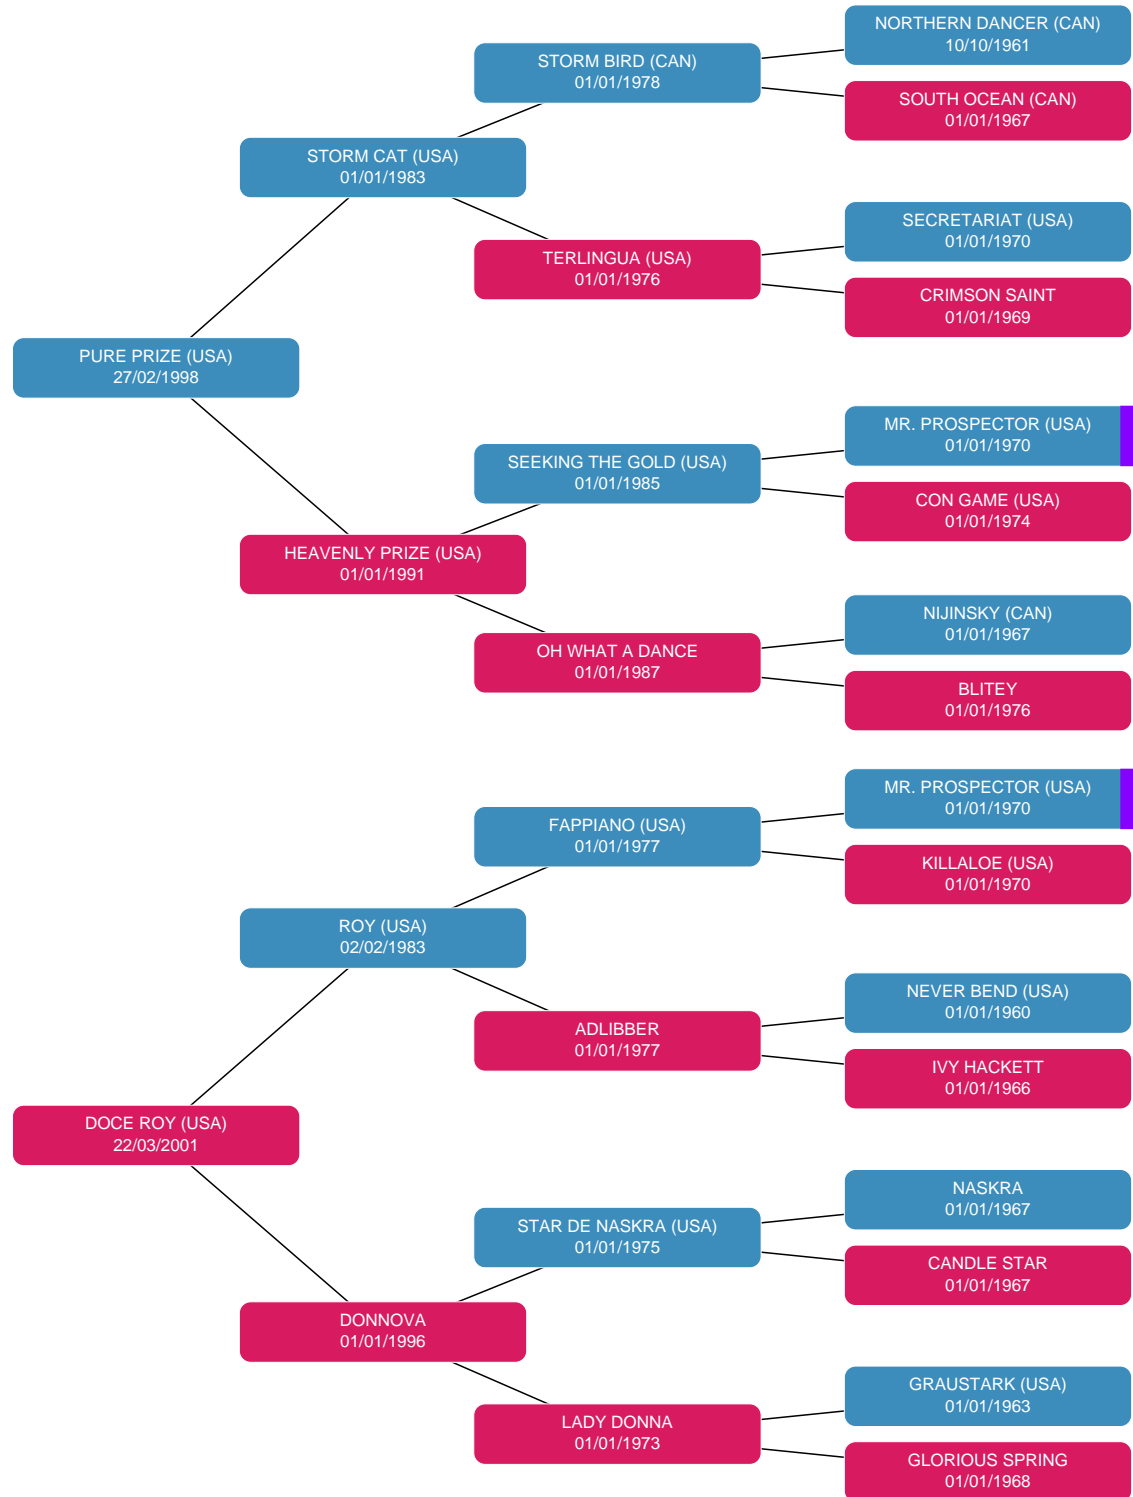 NORTHERN DANCER (CAN)
10/10/1961
STORM BIRD (CAN)
01/01/1978
SOUTH OCEAN (CAN)
01/01/1967
STORM CAT (USA)
01/01/1983
SECRETARIAT (USA)
01/01/1970
TERLINGUA (USA)
01/01/1976
CRIMSON SAINT
01/01/1969
PURE PRIZE (USA)
27/02/1998
MR. PROSPECTOR (USA)
01/01/1970
SEEKING THE GOLD (USA)
01/01/1985
CON GAME (USA)
01/01/1974
HEAVENLY PRIZE (USA)
01/01/1991
NIJINSKY (CAN)
01/01/1967
OH WHAT A DANCE
01/01/1987
BLITEY
01/01/1976
MR. PROSPECTOR (USA)
01/01/1970
FAPPIANO (USA)
01/01/1977
KILLALOE (USA)
01/01/1970
ROY (USA)
02/02/1983
NEVER BEND (USA)
01/01/1960
ADLIBBER
01/01/1977
IVY HACKETT
01/01/1966
DOCE ROY (USA)
22/03/2001
NASKRA
01/01/1967
STAR DE NASKRA (USA)
01/01/1975
CANDLE STAR
01/01/1967
DONNOVA
01/01/1996
GRAUSTARK (USA)
01/01/1963
LADY DONNA
01/01/1973
GLORIOUS SPRING
01/01/1968